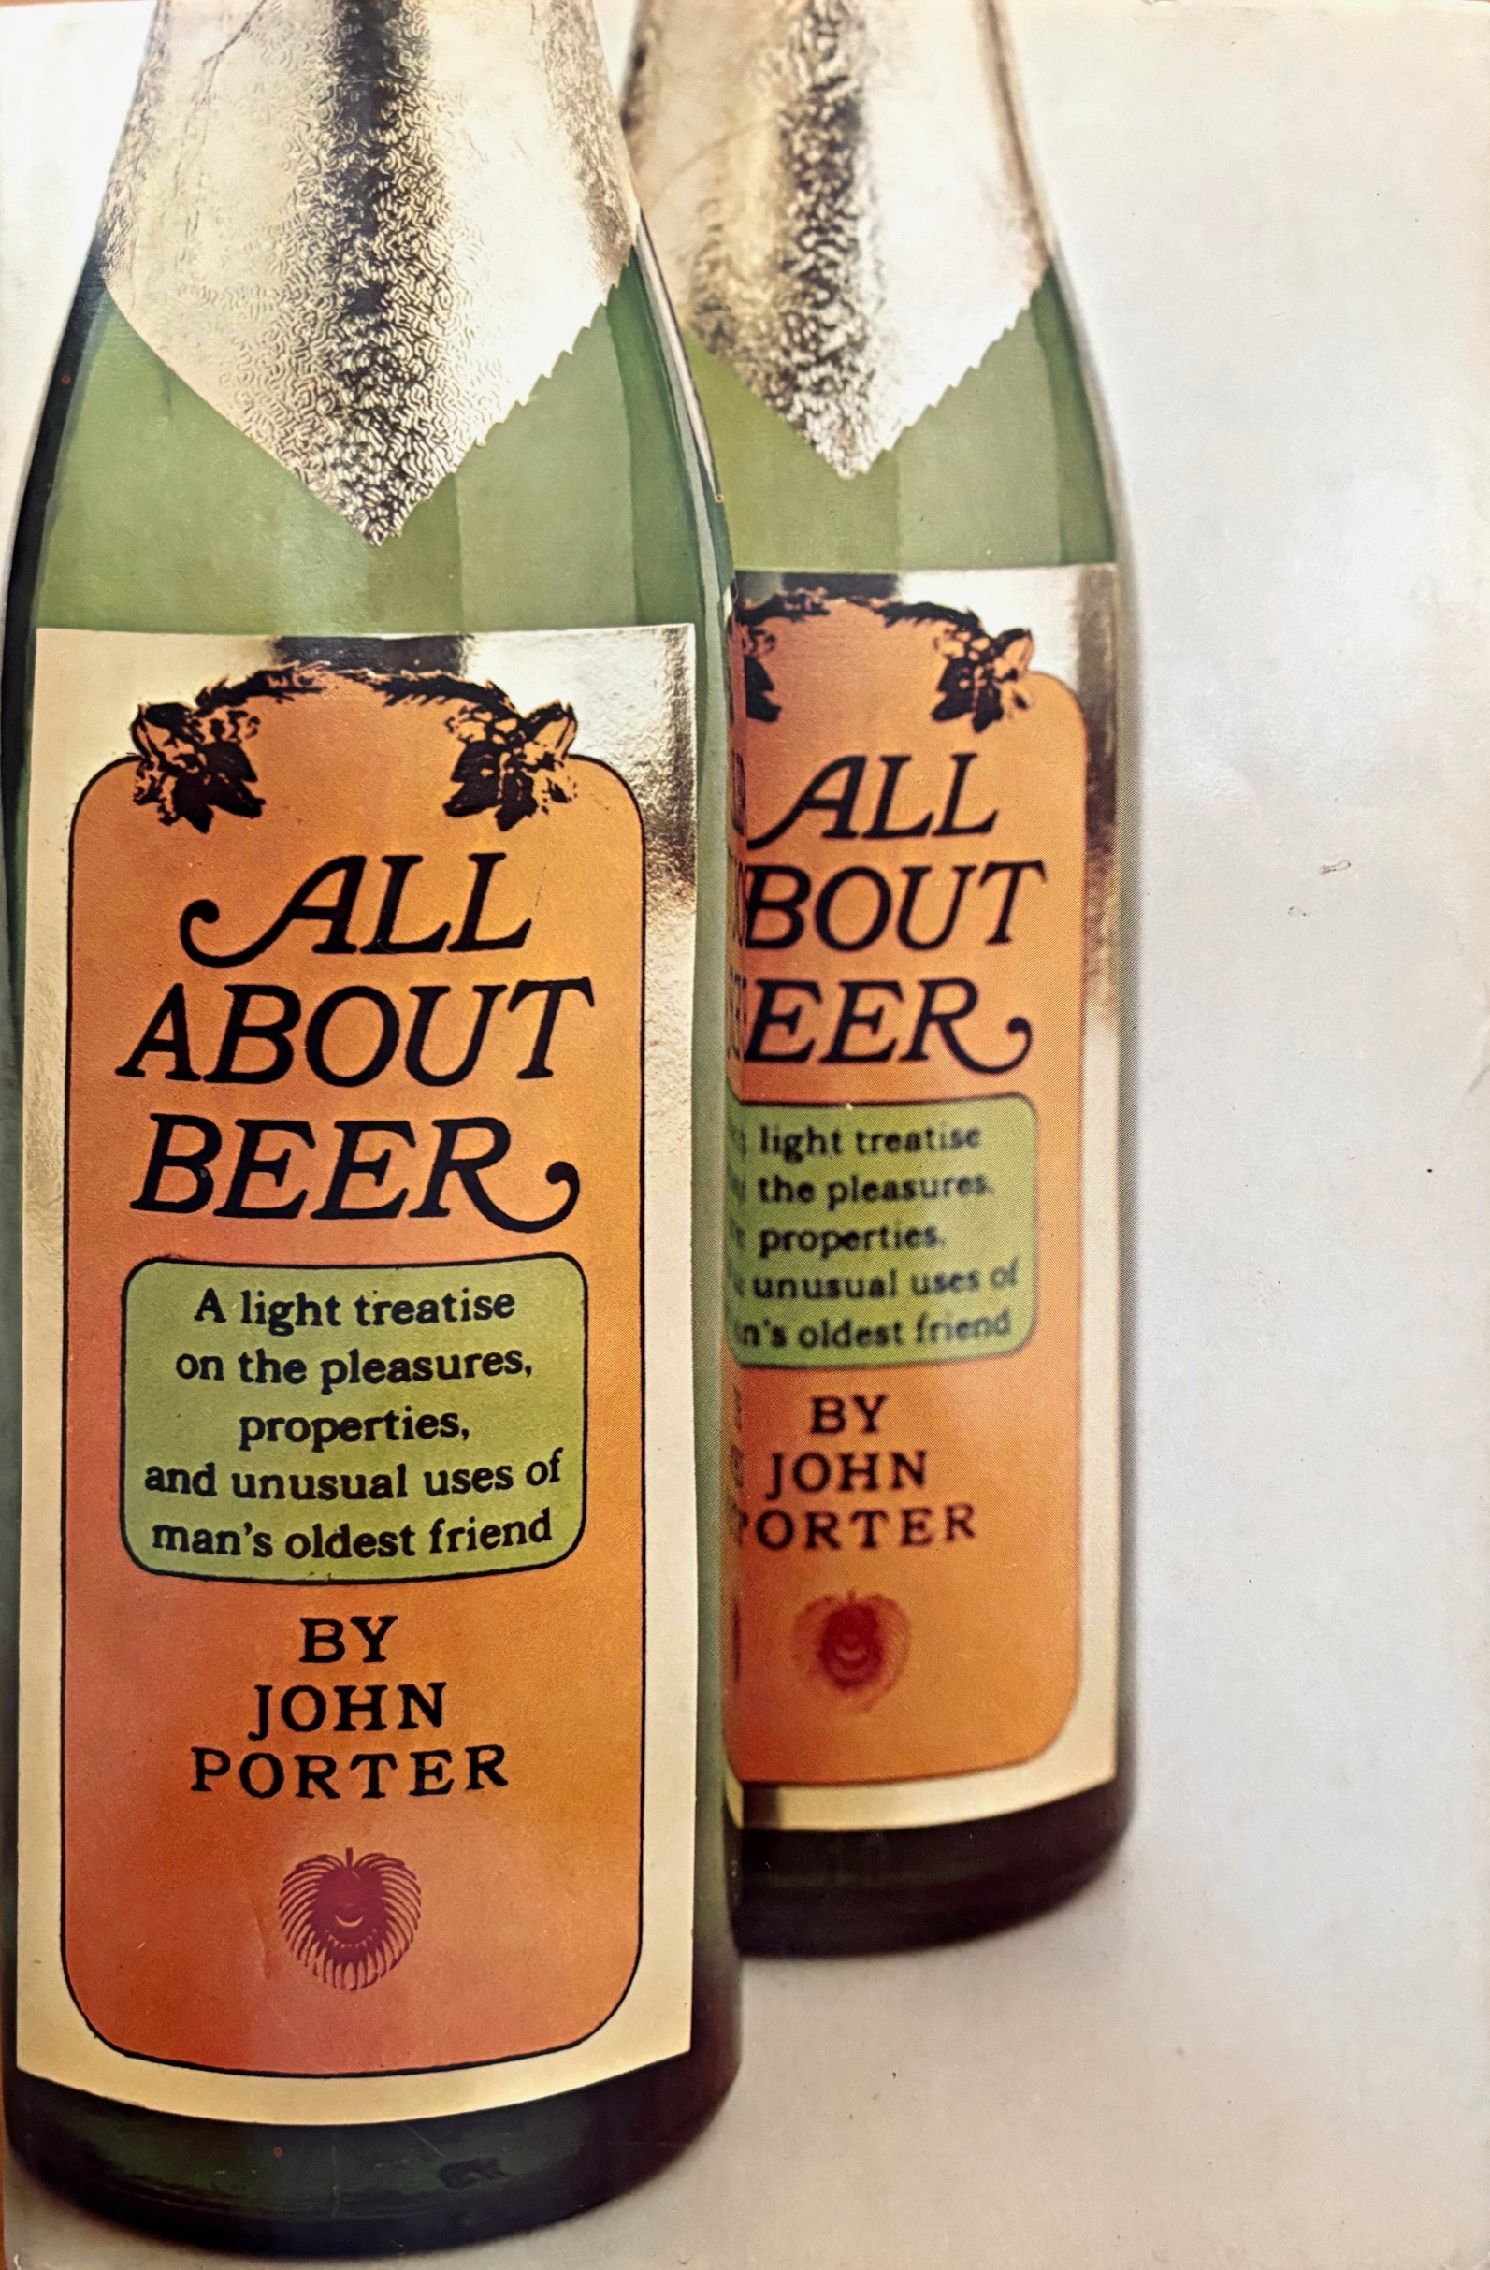 ALL
ABOUT
BEER
A light treatise
on the pleasures,
properties,
and unusual uses of
man's oldest friend
BY
JOHN
PORTER
ALL
BOUT
EER
light treatise
the pleasures,
properties,
unusual uses of
n's oldest friend
BY
JOHN
PORTER